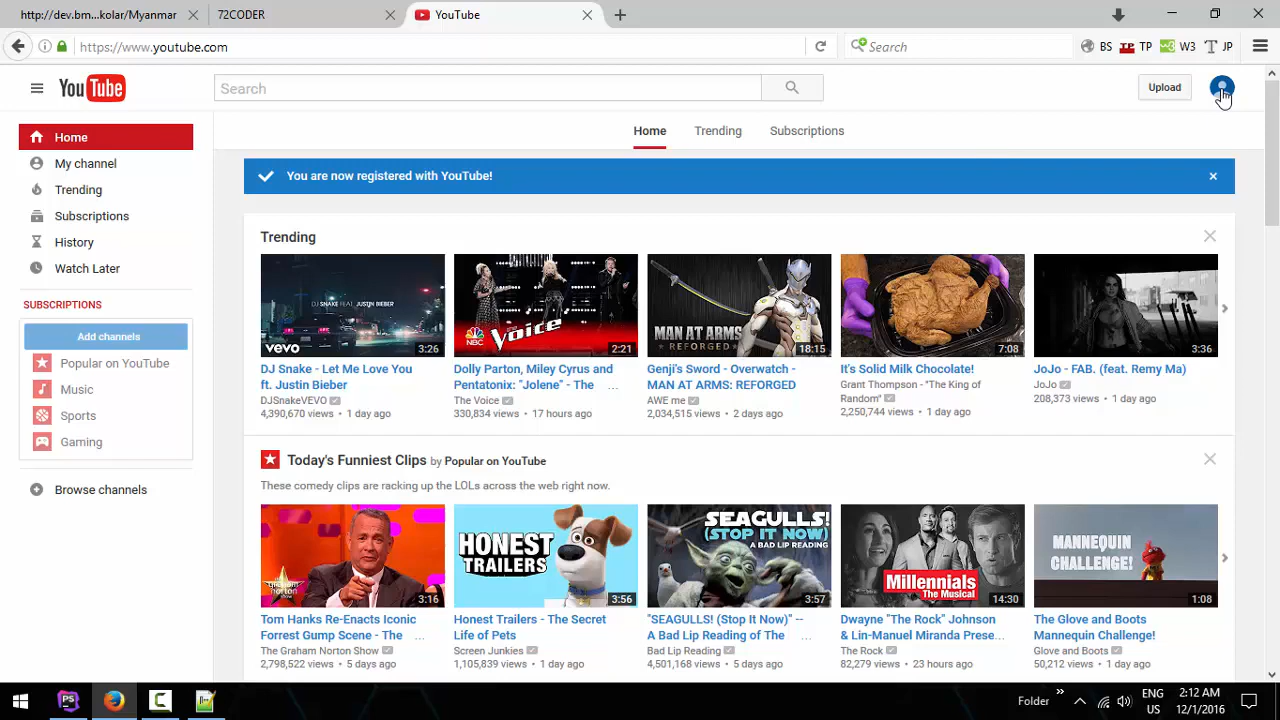 http://dev.bm...kolar/Myanmar
72CODER
YouTube
https://www.youtube.com
Search
BS
TP
W3
JP
YouTube
Search
Upload
Home
Trending
Subscriptions
Home
My channel
Trending
Subscriptions
History
Watch Later
SUBSCRIPTIONS
Add channels
Popular on YouTube
Music
Sports
Gaming
Browse channels
You are now registered with YouTube!
Trending
DJ SNAKE FEAT. JUSTIN BIEBER
vevo
3:26
DJ Snake - Let Me Love You
ft. Justin Bieber
DJSnakeVEVO
4,390,670 views • 1 day ago
NBC
The Voice
2:21
Dolly Parton, Miley Cyrus and
Pentatonix: "Jolene" - The ...
The Voice
330,834 views • 17 hours ago
MAN AT ARMS
REFORGED
18:15
Genji's Sword - Overwatch -
MAN AT ARMS: REFORGED
AWE me
2,034,515 views • 2 days ago
7:08
It's Solid Milk Chocolate!
Grant Thompson - "The King of
Random"
2,250,744 views • 1 day ago
3:36
JoJo - FAB. (feat. Remy Ma)
JoJo
208,373 views • 1 day ago
Today's Funniest Clips by Popular on YouTube
These comedy clips are racking up the LOLs across the web right now.
graham norton show
3:16
Tom Hanks Re-Enacts Iconic
Forrest Gump Scene - The ...
The Graham Norton Show
2,798,522 views • 5 days ago
HONEST
TRAILERS
3:56
Honest Trailers - The Secret
Life of Pets
Screen Junkies
1,105,839 views • 1 day ago
SEAGULLS!
(STOP IT NOW)
A BAD LIP READING
3:57
"SEAGULLS! (Stop It Now)" --
A Bad Lip Reading of The ...
Bad Lip Reading
4,501,168 views • 5 days ago
Millennials
The Musical
14:30
Dwayne "The Rock" Johnson
& Lin-Manuel Miranda Prese...
The Rock
82,279 views • 23 hours ago
MANNEQUIN
CHALLENGE!
1:08
The Glove and Boots
Mannequin Challenge!
Glove and Boots
50,212 views • 1 day ago
PS
Folder
ENG
US
2:12 AM
12/1/2016